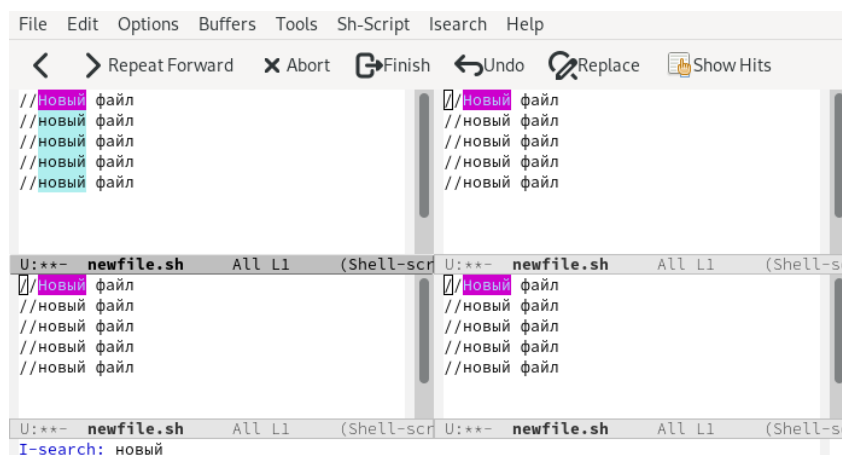 File Edit Options Buffers Tools Sh-Script Isearch Help
Repeat Forward Abort Finish Undo Replace Show Hits
//Новый файл
//новый файл
//новый файл
//новый файл
//новый файл
U:**- newfile.sh All L1 (Shell-scr
//Новый файл
//новый файл
//новый файл
//новый файл
//новый файл
U:**- newfile.sh All L1 (Shell-s
//Новый файл
//новый файл
//новый файл
//новый файл
//новый файл
U:**- newfile.sh All L1 (Shell-scr
//Новый файл
//новый файл
//новый файл
//новый файл
//новый файл
U:**- newfile.sh All L1 (Shell-s
I-search: новый